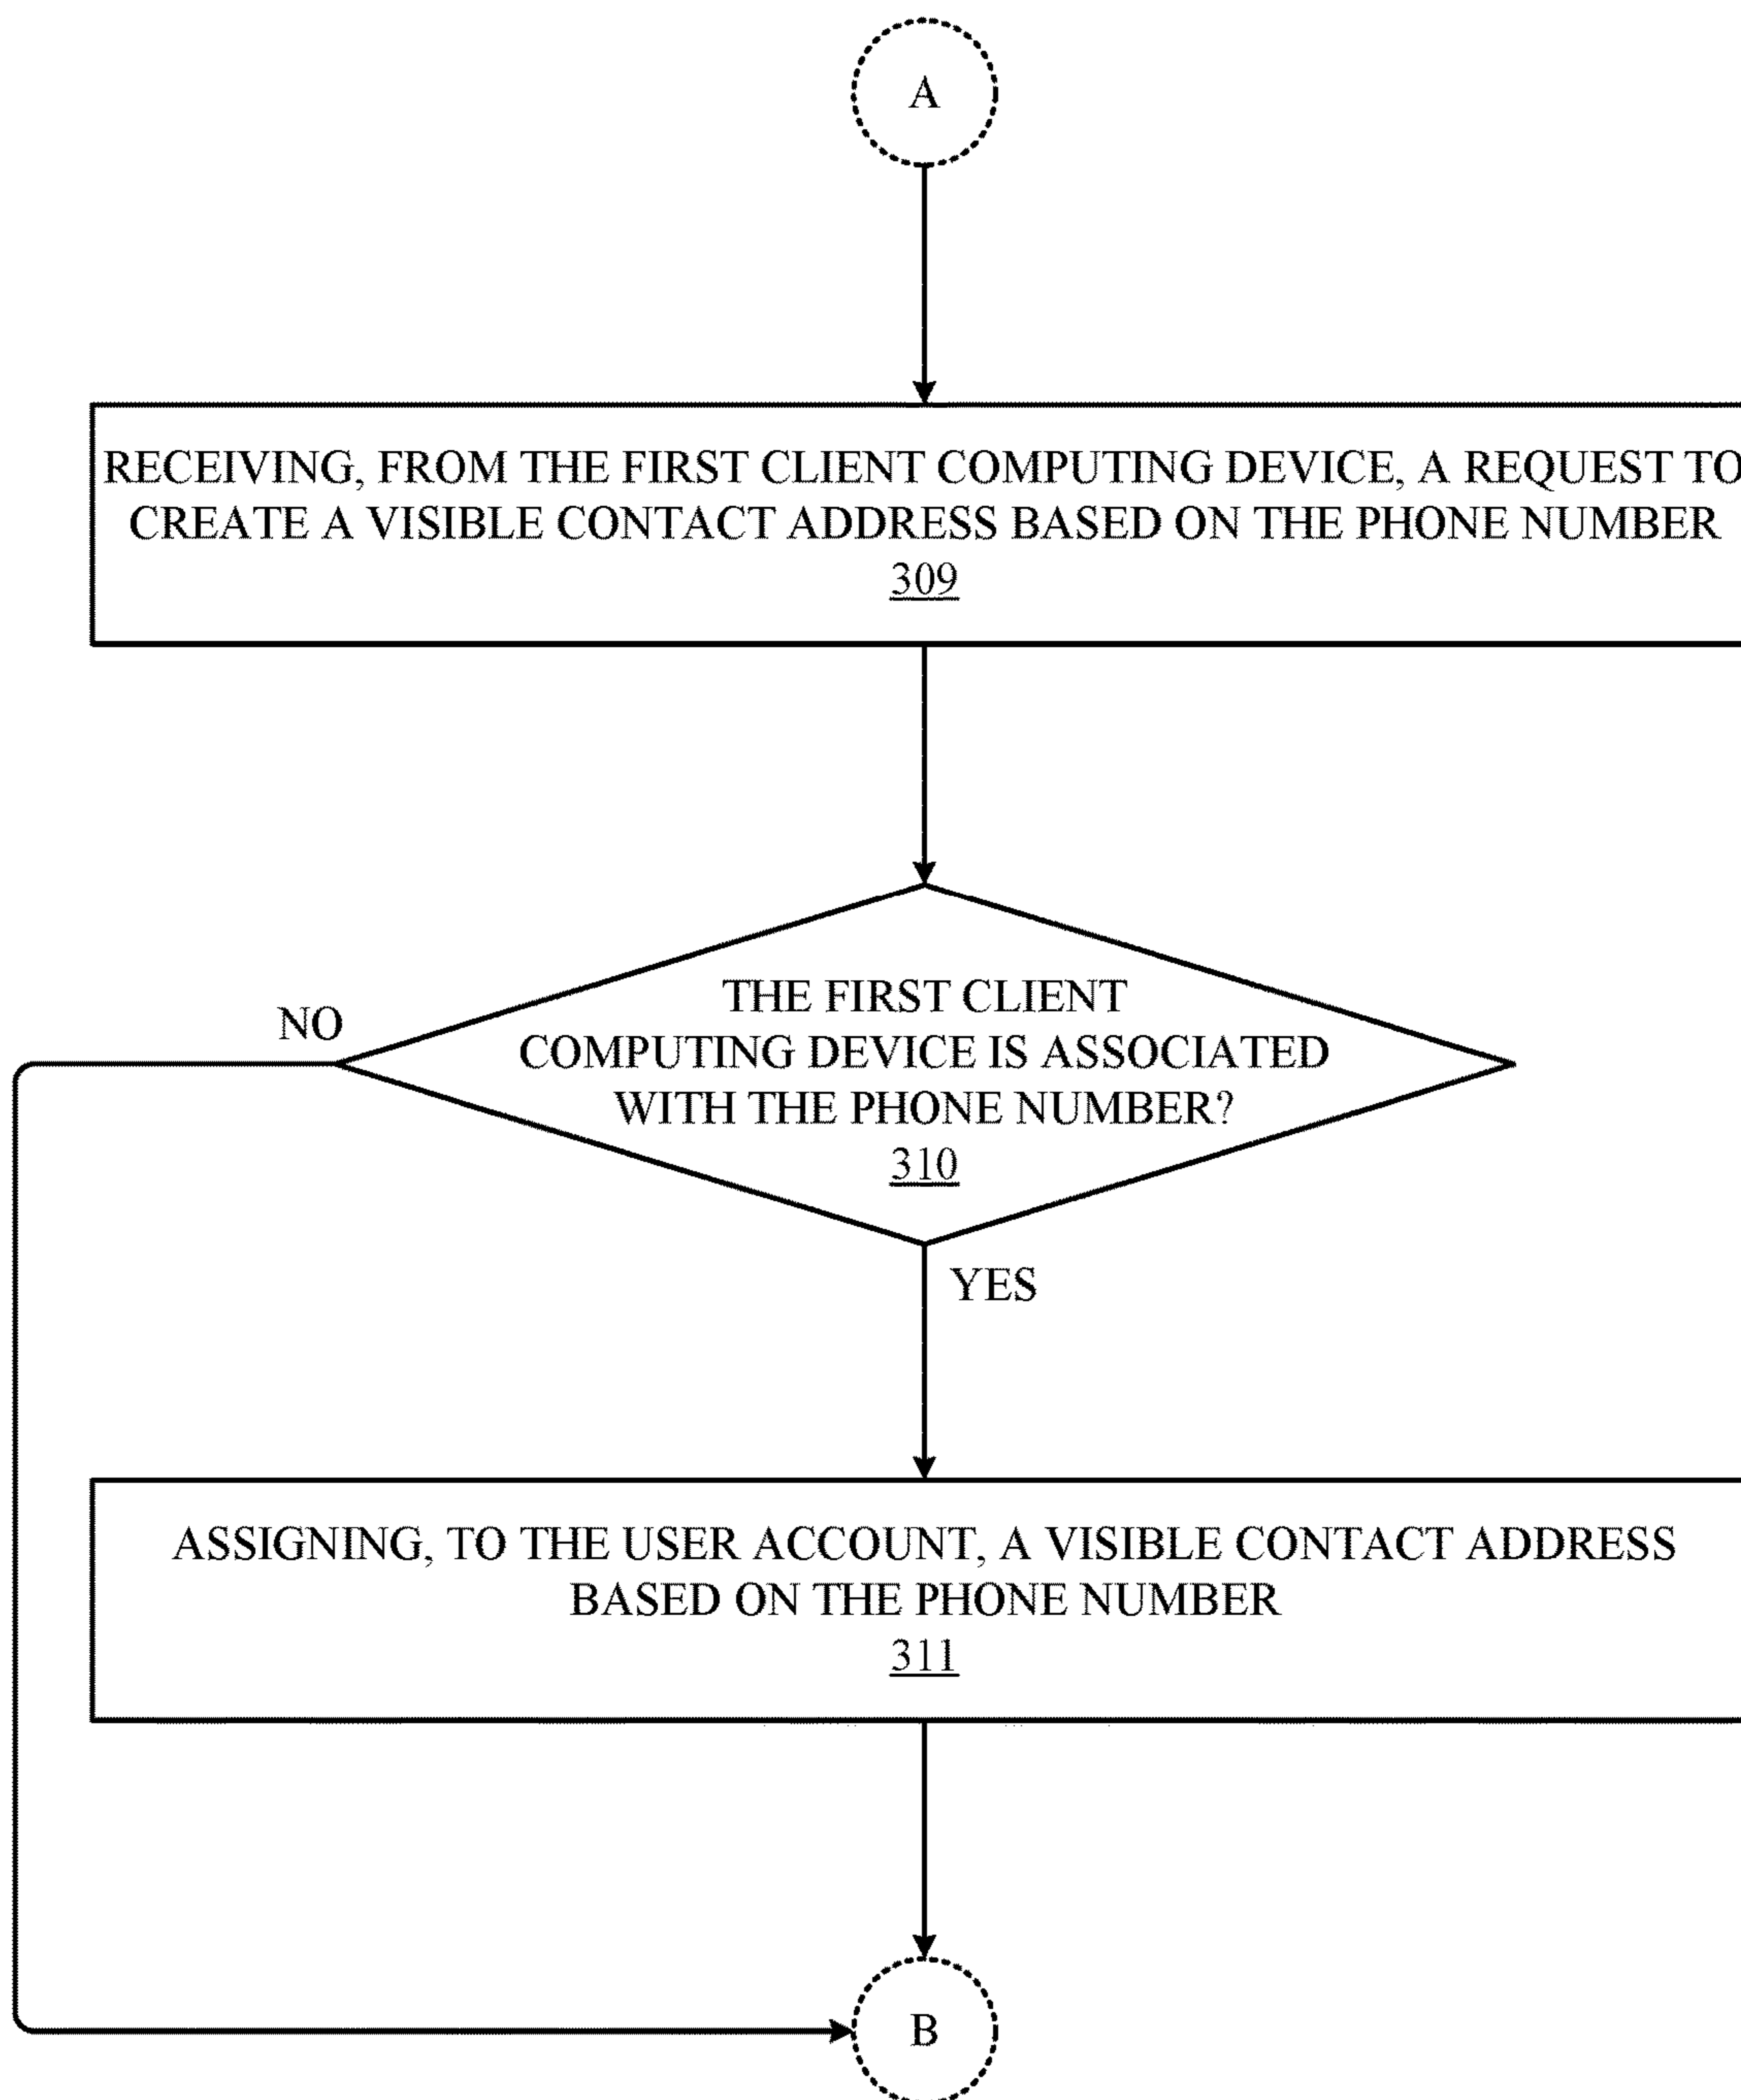 A
RECEIVING, FROM THE FIRST CLIENT COMPUTING DEVICE, A REQUEST TO
CREATE A VISIBLE CONTACT ADDRESS BASED ON THE PHONE NUMBER
309
THE FIRST CLIENT
NO
COMPUTING DEVICE IS ASSOCIATED
WITH THE PHONE NUMBER?
310
YES
ASSIGNING, TO THE USER ACCOUNT, A VISIBLE CONTACT ADDRESS
BASED ON THE PHONE NUMBER
311
B